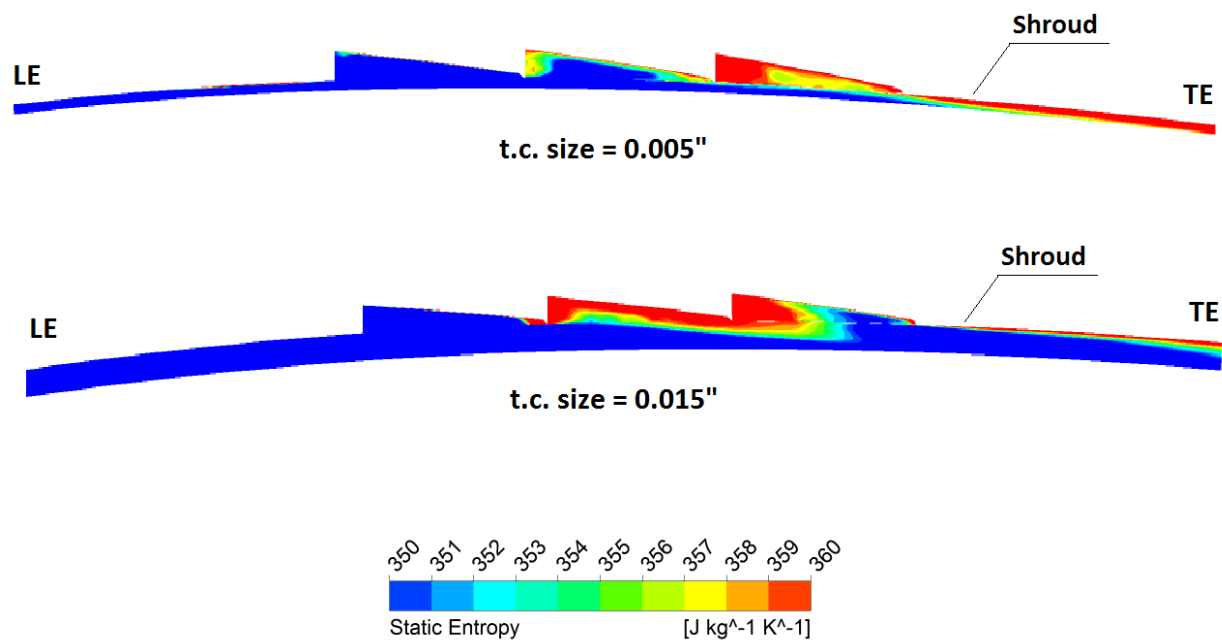 Shroud
LE
TE
t.c. size = 0.005"
Shroud
LE
TE
t.c. size = 0.015"
350 351 352 353 354 355 356 357 358 359 360
Static Entropy [J kg^-1 K^-1]